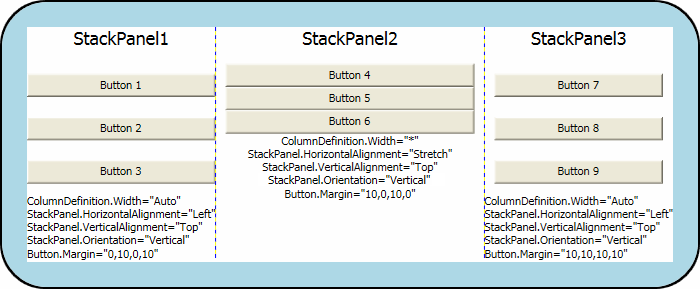 StackPanel1
Button 1
Button 2
Button 3
ColumnDefinition.Width="Auto"
StackPanel.HorizontalAlignment="Left"
StackPanel.VerticalAlignment="Top"
StackPanel.Orientation="Vertical"
Button.Margin="0,10,0,10"
StackPanel2
Button 4
Button 5
Button 6
ColumnDefinition.Width="*"
StackPanel.HorizontalAlignment="Stretch"
StackPanel.VerticalAlignment="Top"
StackPanel.Orientation="Vertical"
Button.Margin="10,0,10,0"
StackPanel3
Button 7
Button 8
Button 9
ColumnDefinition.Width="Auto"
StackPanel.HorizontalAlignment="Left"
StackPanel.VerticalAlignment="Top"
StackPanel.Orientation="Vertical"
Button.Margin="10,10,10,10"